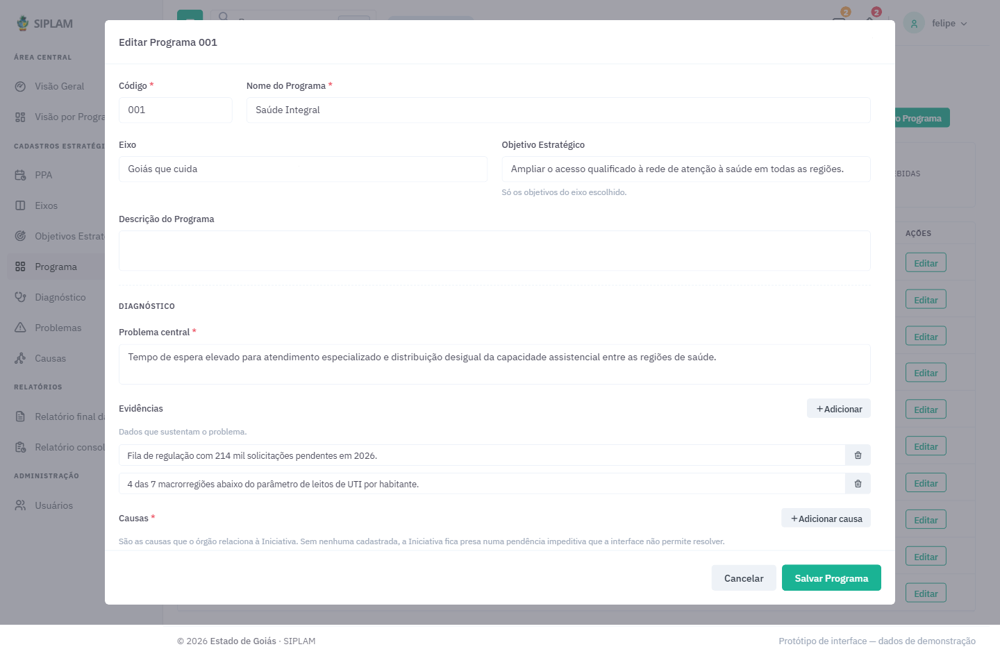 SIPLAM
2
2
felipe
Editar Programa 001
ÁREA CENTRAL
Visão Geral
Visão por Progra
CADASTROS ESTRATÉGI
PPA
Eixos
Objetivos Estraté
Programa
Diagnóstico
Problemas
Causas
RELATÓRIOS
Relatório final da
Relatório consol
ADMINISTRAÇÃO
Usuários
Código *
Nome do Programa *
001
Saúde Integral
Eixo
Objetivo Estratégico
Goiás que cuida
Ampliar o acesso qualificado à rede de atenção à saúde em todas as regiões.
Só os objetivos do eixo escolhido.
Descrição do Programa
DIAGNÓSTICO
Problema central *
Tempo de espera elevado para atendimento especializado e distribuição desigual da capacidade assistencial entre as regiões de saúde.
Evidências
+ Adicionar
Dados que sustentam o problema.
Fila de regulação com 214 mil solicitações pendentes em 2026.
4 das 7 macrorregiões abaixo do parâmetro de leitos de UTI por habitante.
Causas *
+ Adicionar causa
São as causas que o órgão relaciona à Iniciativa. Sem nenhuma cadastrada, a Iniciativa fica presa numa pendência impeditiva que a interface não permite resolver.
Cancelar
Salvar Programa
o Programa
EBIDAS
AÇÕES
Editar
Editar
Editar
Editar
Editar
Editar
Editar
Editar
Editar
Editar
© 2026 Estado de Goiás · SIPLAM
Protótipo de interface — dados de demonstração